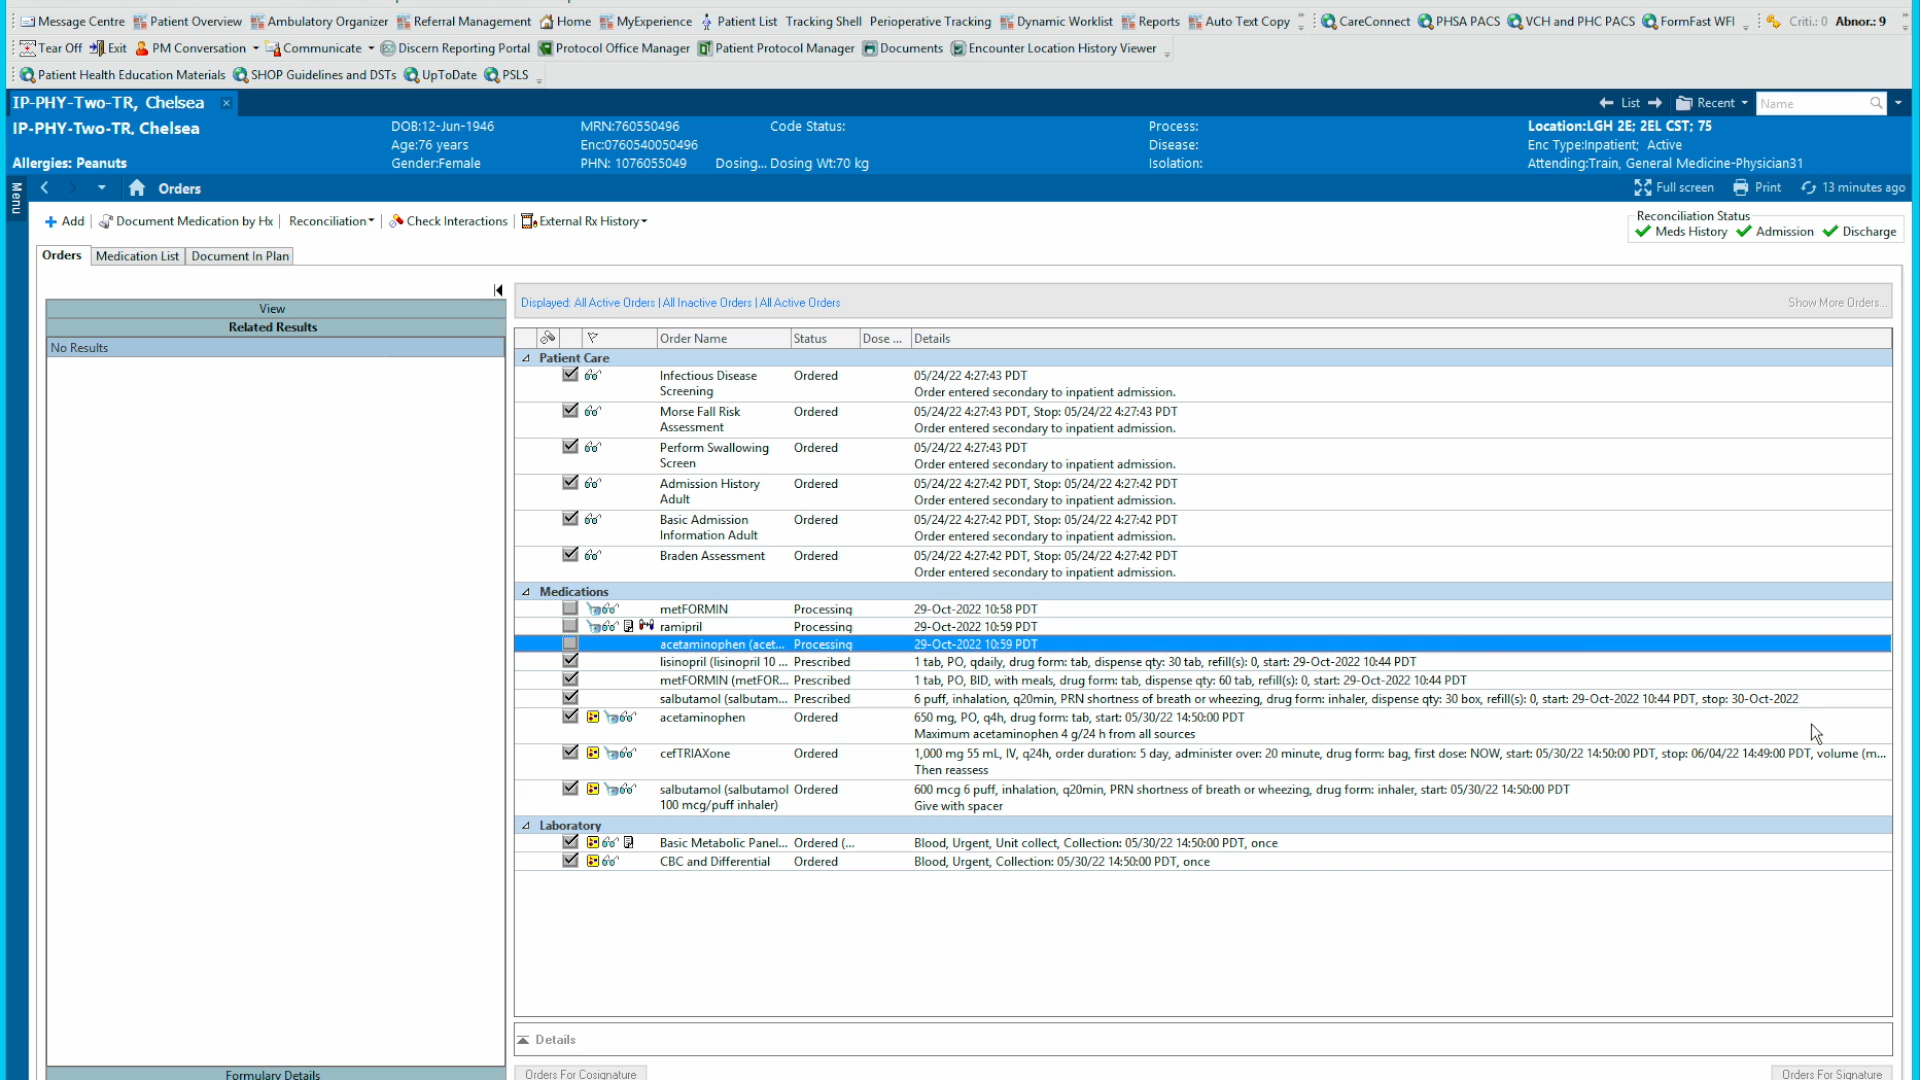 Message Centre Patient Overview Ambulatory Organizer Referral Management Home MyExperience Patient List Tracking Shell Perioperative Tracking Dynamic Worklist Reports Auto Text Copy CareConnect PHSA PACS VCH and PHC PACS FormFast WFI Criti.: 0 Abnor.: 9
Tear Off Exit PM Conversation Communicate Discern Reporting Portal Protocol Office Manager Patient Protocol Manager Documents Encounter Location History Viewer
Patient Health Education Materials SHOP Guidelines and DSTs UpToDate PSLS
IP-PHY-Two-TR, Chelsea List Recent Name
IP-PHY-Two-TR, Chelsea DOB:12-Jun-1946 MRN:760550496 Code Status: Process: Location:LGH 2E; 2EL CST; 75
Age:76 years Enc:0760540050496 Disease: Enc Type:Inpatient; Active
Allergies: Peanuts Gender:Female PHN: 1076055049 Dosing... Dosing Wt:70 kg Isolation: Attending:Train, General Medicine-Physician31
Menu Orders Full screen Print 13 minutes ago
Add Document Medication by Hx Reconciliation Check Interactions External Rx History Reconciliation Status
Meds History Admission Discharge
Orders Medication List Document In Plan
View
Related Results
No Results
Displayed: All Active Orders | All Inactive Orders | All Active Orders Show More Orders...
Order Name Status Dose ... Details
Patient Care
Infectious Disease Screening Ordered 05/24/22 4:27:43 PDT
Order entered secondary to inpatient admission.
Morse Fall Risk Assessment Ordered 05/24/22 4:27:43 PDT, Stop: 05/24/22 4:27:43 PDT
Order entered secondary to inpatient admission.
Perform Swallowing Screen Ordered 05/24/22 4:27:43 PDT
Order entered secondary to inpatient admission.
Admission History Adult Ordered 05/24/22 4:27:42 PDT, Stop: 05/24/22 4:27:42 PDT
Order entered secondary to inpatient admission.
Basic Admission Information Adult Ordered 05/24/22 4:27:42 PDT, Stop: 05/24/22 4:27:42 PDT
Order entered secondary to inpatient admission.
Braden Assessment Ordered 05/24/22 4:27:42 PDT, Stop: 05/24/22 4:27:42 PDT
Order entered secondary to inpatient admission.
Medications
metFORMIN Processing 29-Oct-2022 10:58 PDT
ramipril Processing 29-Oct-2022 10:59 PDT
acetaminophen (acet... Processing 29-Oct-2022 10:59 PDT
lisinopril (lisinopril 10 ... Prescribed 1 tab, PO, qdaily, drug form: tab, dispense qty: 30 tab, refill(s): 0, start: 29-Oct-2022 10:44 PDT
metFORMIN (metFOR... Prescribed 1 tab, PO, BID, with meals, drug form: tab, dispense qty: 60 tab, refill(s): 0, start: 29-Oct-2022 10:44 PDT
salbutamol (salbutam... Prescribed 6 puff, inhalation, q20min, PRN shortness of breath or wheezing, drug form: inhaler, dispense qty: 30 box, refill(s): 0, start: 29-Oct-2022 10:44 PDT, stop: 30-Oct-2022
acetaminophen Ordered 650 mg, PO, q4h, drug form: tab, start: 05/30/22 14:50:00 PDT
Maximum acetaminophen 4 g/24 h from all sources
cefTRIAXone Ordered 1,000 mg 55 mL, IV, q24h, order duration: 5 day, administer over: 20 minute, drug form: bag, first dose: NOW, start: 05/30/22 14:50:00 PDT, stop: 06/04/22 14:49:00 PDT, volume (m...
Then reassess
salbutamol (salbutamol 100 mcg/puff inhaler) Ordered 600 mcg 6 puff, inhalation, q20min, PRN shortness of breath or wheezing, drug form: inhaler, start: 05/30/22 14:50:00 PDT
Give with spacer
Laboratory
Basic Metabolic Panel... Ordered (... Blood, Urgent, Unit collect, Collection: 05/30/22 14:50:00 PDT, once
CBC and Differential Ordered Blood, Urgent, Collection: 05/30/22 14:50:00 PDT, once
Details
Formulary Details Orders For Cosignature Orders For Signature